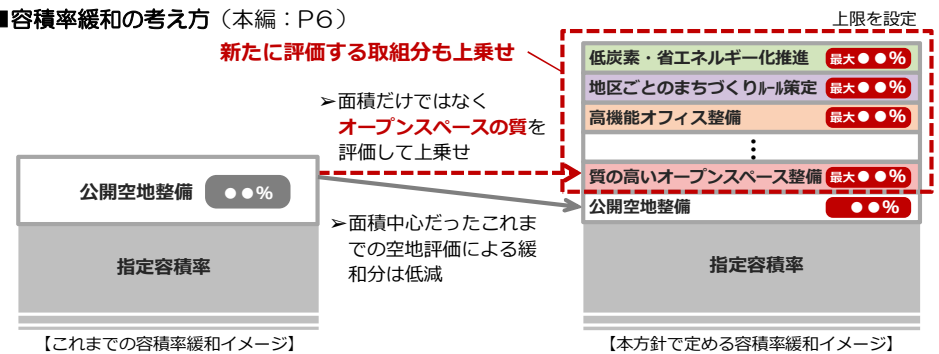 ■容積率緩和の考え方（本編：P６）
上限を設定
新たに評価する取組分も上乗せ
低炭素・省エネルギー化推進 最大●●%
地区ごとのまちづくりﾙｰﾙ策定 最大●●%
高機能オフィス整備 最大●●%
⋮
質の高いオープンスペース整備 最大●●%
公開空地整備 ●●%
指定容積率
【本方針で定める容積率緩和イメージ】
➢面積だけではなく
オープンスペースの質を
評価して上乗せ
➢面積中心だったこれま
での空地評価による緩
和分は低減
公開空地整備 ●●%
指定容積率
【これまでの容積率緩和イメージ】